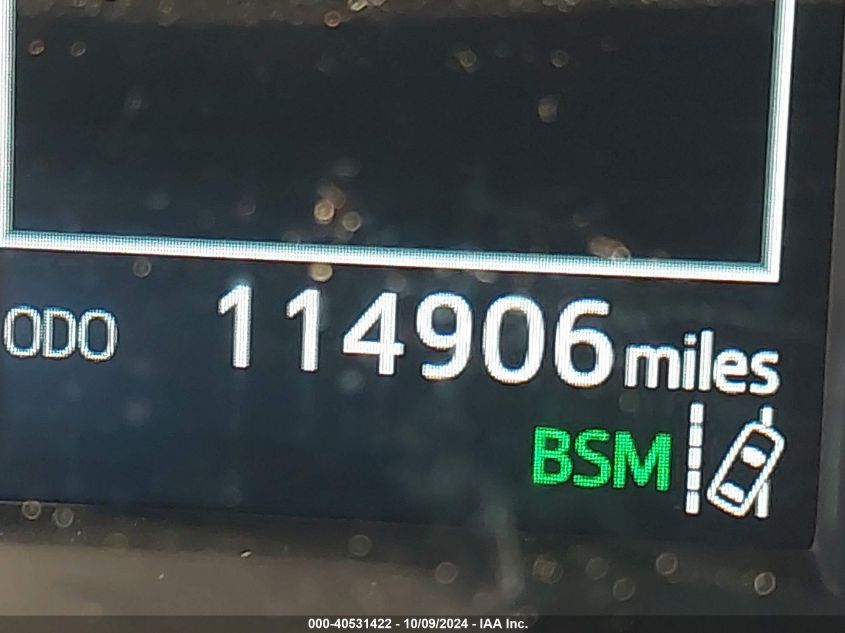 ODO 114906 miles
BSM
000-40531422 - 10/09/2024 - IAA Inc.